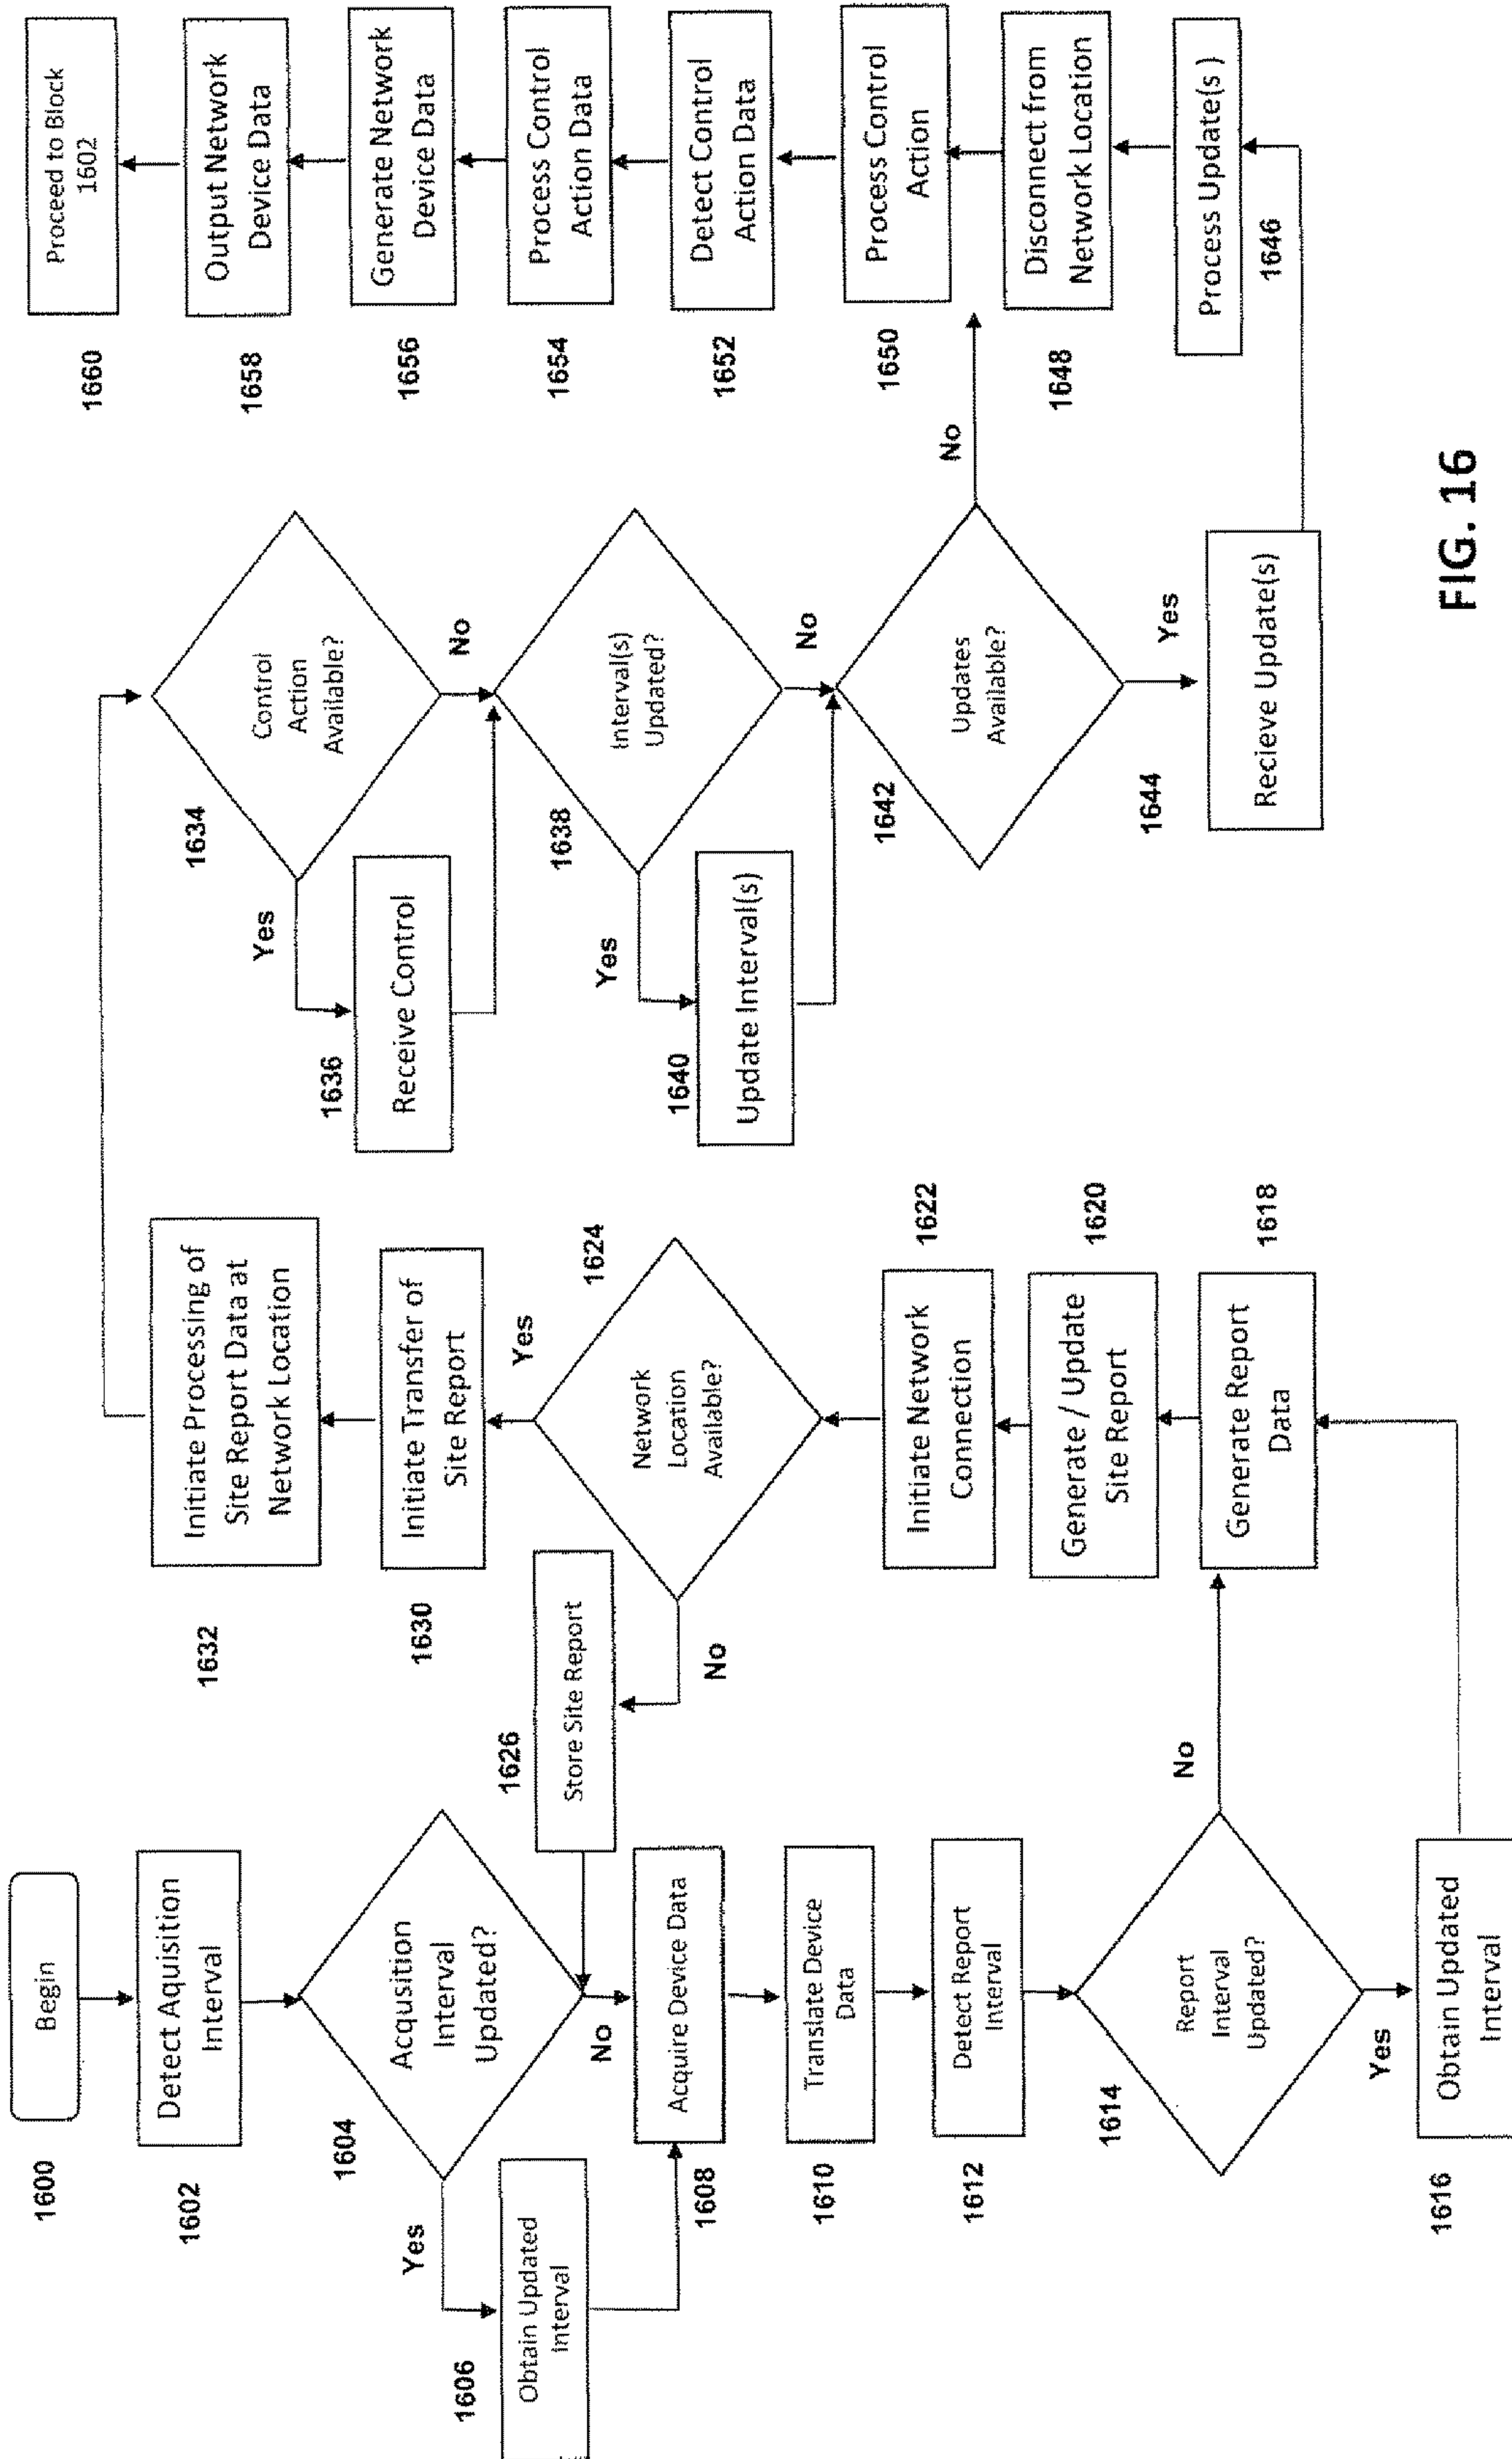 1600
Begin
1602
Detect Aquisition
Interval
1604
Acqusition
Interval
Updated?
Yes
No
1606
Obtain Updated
Interval
1608
Acquire Device Data
1610
Translate Device
Data
1612
Detect Report
Interval
1614
Report
Interval
Updated?
No
Yes
1616
Obtain Updated
Interval
1618
Generate Report
Data
1620
Generate / Update
Site Report
1622
Initiate Network
Connection
1624
Network
Location
Available?
Yes
No
1626
Store Site Report
1630
Initiate Transfer of
Site Report
1632
Initiate Processing of
Site Report Data at
Network Location
1634
Control
Action
Available?
Yes
No
1636
Receive Control
1638
Interval(s)
Updated?
Yes
No
1640
Update Interval(s)
1642
Updates
Available?
No
Yes
1644
Recieve Update(s)
1646
Process Update(s )
1648
Disconnect from
Network Location
1650
Process Control
Action
1652
Detect Control
Action Data
1654
Process Control
Action Data
1656
Generate Network
Device Data
1658
Output Network
Device Data
1660
Proceed to Block
1602
FIG. 16